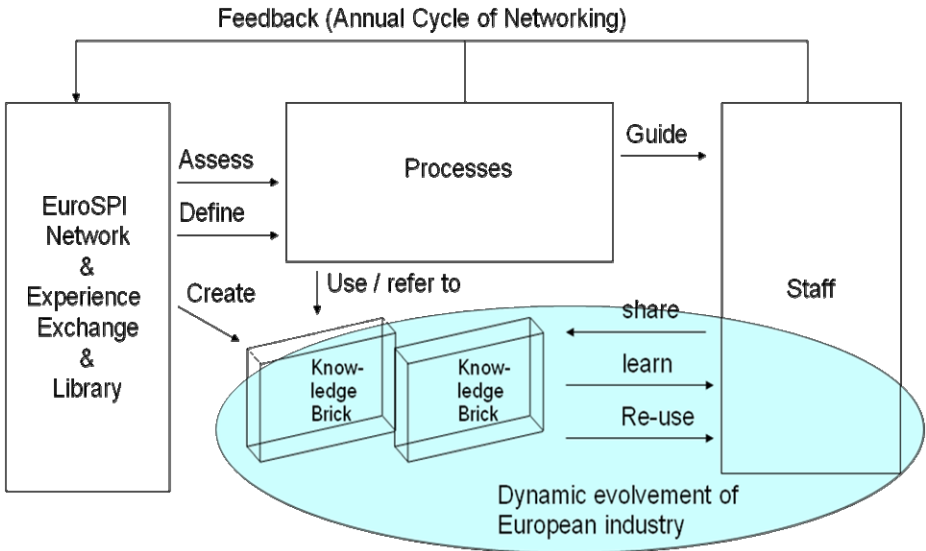 Feedback (Annual Cycle of Networking)
EuroSPI
Network
&
Experience
Exchange
&
Library
Assess
Define
Create
Processes
Guide
Use / refer to
Staff
Know-
ledge
Brick
Know-
ledge
Brick
share
learn
Re-use
Dynamic evolvement of
European industry